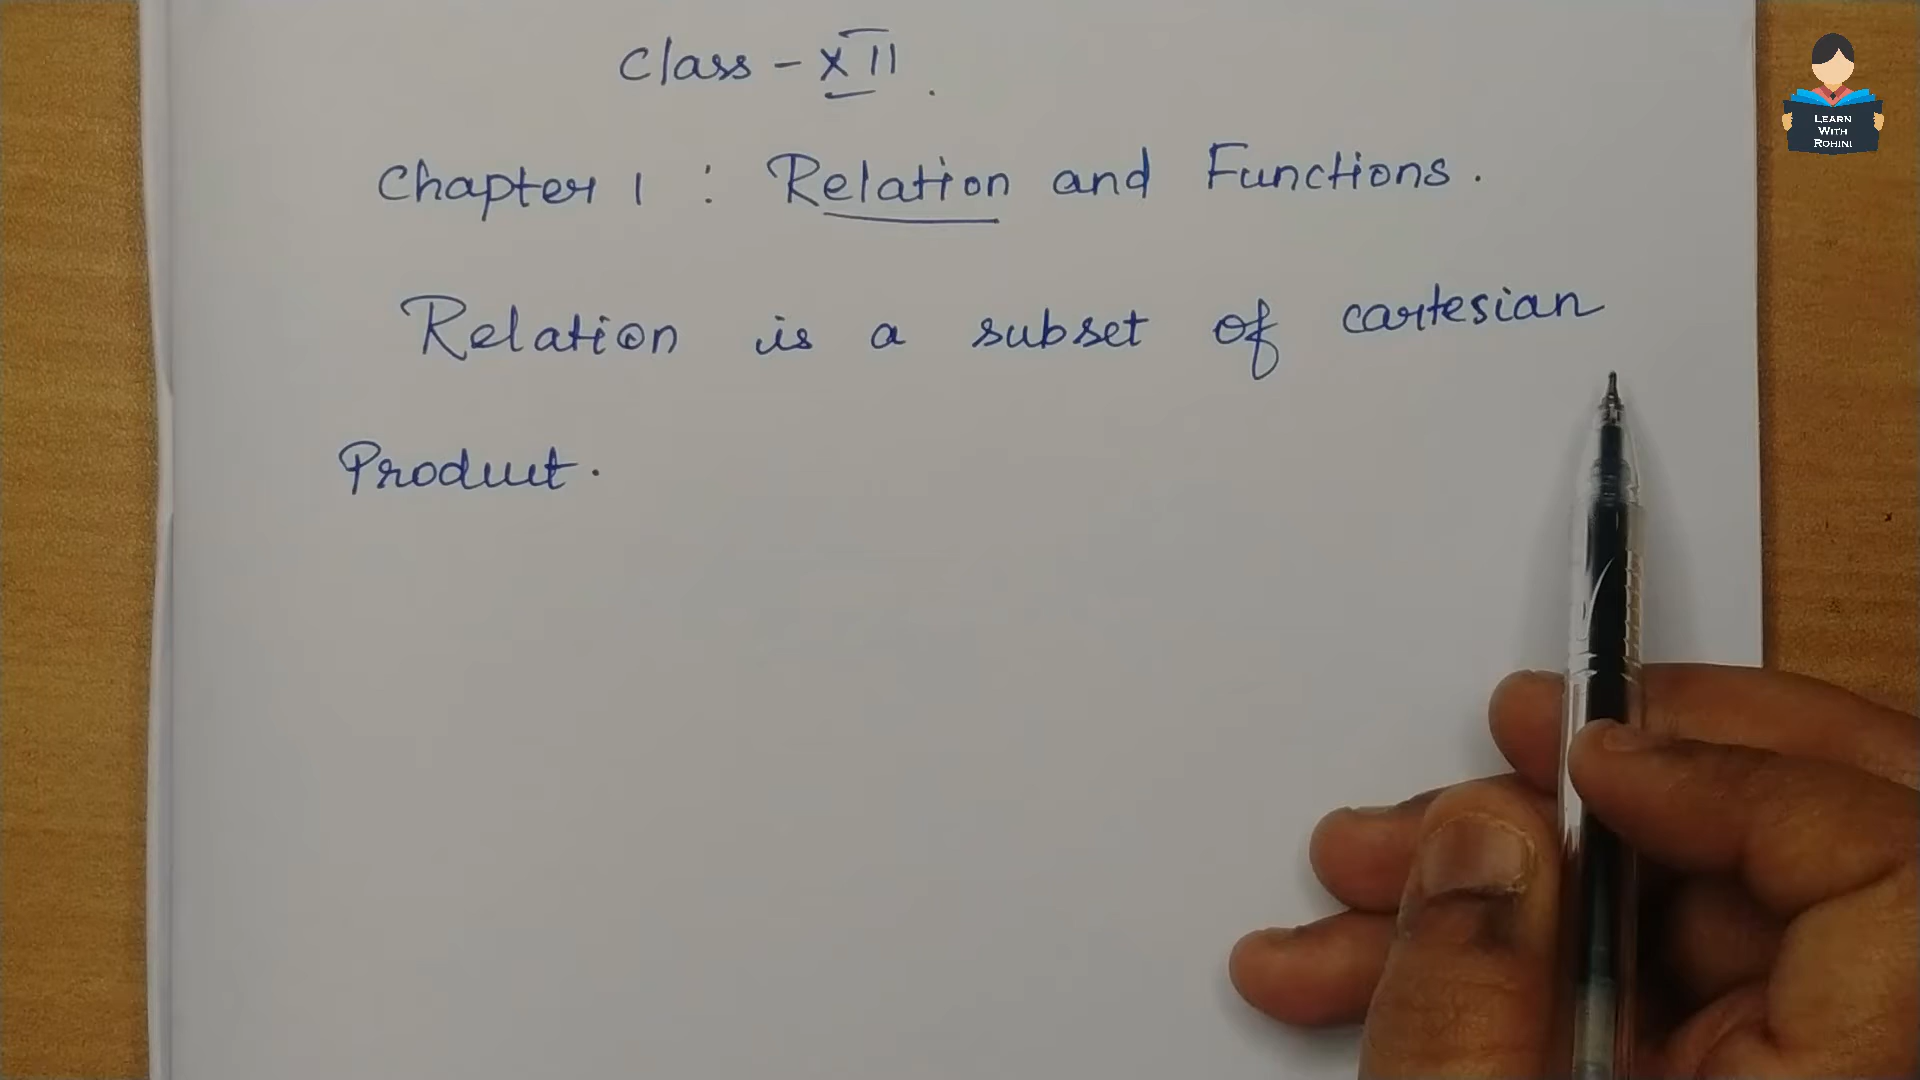 Class - XII.
Chapter 1 : Relation and Functions.
Relation is a subset of cartesian
Product.
LEARN
With
Rohini